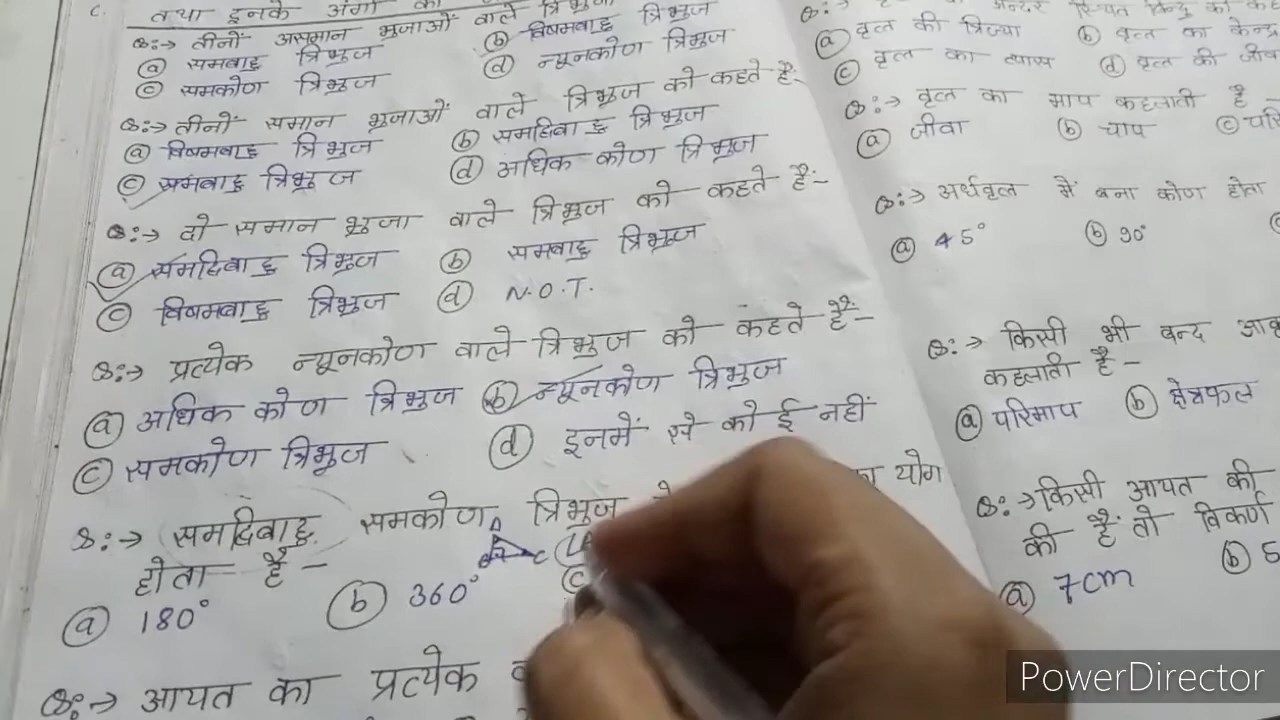 तथा इनके अंगों
Q:→ तीनों असमान भुजाओं वाले त्रिभुज
ⓐ समबाहु त्रिभुज ⓑ विषमबाहु त्रिभुज
ⓒ समकोण त्रिभुज ⓓ न्यूनकोण त्रिभुज
Q:→ तीनों समान भुजाओं वाले त्रिभुज को कहते हैं:-
ⓐ विषमबाहु त्रिभुज ⓑ समद्विबाहु त्रिभुज
ⓒ समबाहु त्रिभुज ⓓ अधिक कोण त्रिभुज
Q:→ दो समान भुजा वाले त्रिभुज को कहते हैं:-
ⓐ समद्विबाहु त्रिभुज ⓑ समबाहु त्रिभुज
ⓒ विषमबाहु त्रिभुज ⓓ N.O.T.
Q:→ प्रत्येक न्यूनकोण वाले त्रिभुज को कहते हैं:-
ⓐ अधिक कोण त्रिभुज ⓑ न्यूनकोण त्रिभुज
ⓒ समकोण त्रिभुज ⓓ इनमें से कोई नहीं
Q:→ समद्विबाहु समकोण त्रिभुज योग
होता है -
ⓐ 180° ⓑ 360°
Q:→ आयत का प्रत्येक
ⓐ वृत्त की त्रिज्या ⓑ वृत्त का केन्द्र
ⓒ वृत्त का व्यास ⓓ वृत्त की
Q:→ वृत्त का माप कहलाती है
ⓐ जीवा ⓑ चाप ⓒ
Q:→ अर्धवृत्त में बना कोण होता
ⓐ 45° ⓑ 90°
Q:→ किसी भी बन्द
कहलाती है -
ⓐ परिमाप ⓑ क्षेत्रफल
Q:→ किसी आयत की
की है तो विकर्ण
ⓐ 7cm ⓑ
PowerDirector